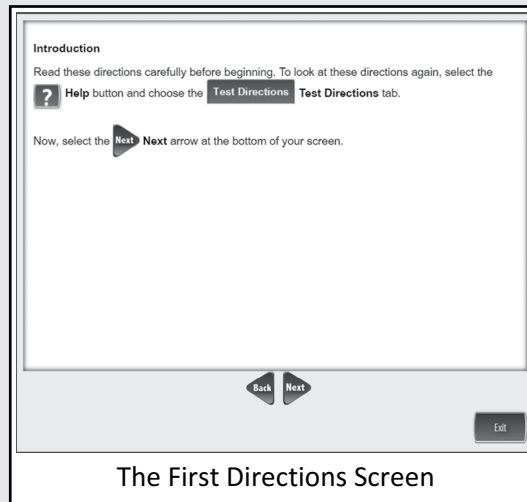 Introduction
Read these directions carefully before beginning. To look at these directions again, select the
? Help button and choose the Test Directions Test Directions tab.
Now, select the Next Next arrow at the bottom of your screen.
Back Next
Exit
The First Directions Screen